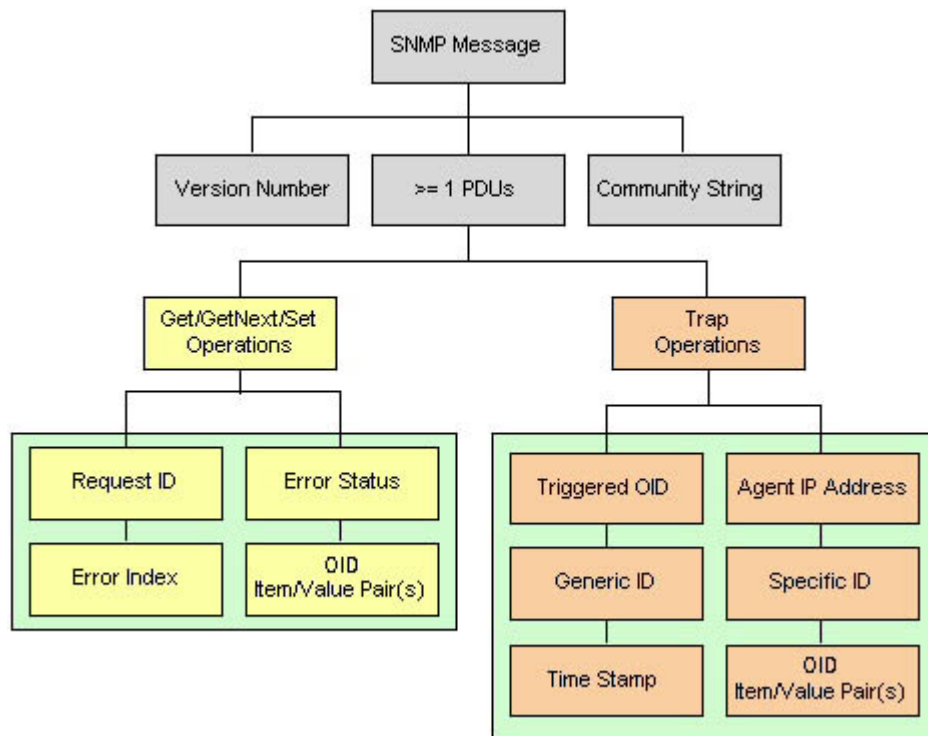 SNMP Message
Version Number
>= 1 PDUs
Community String
Get/GetNext/Set
Operations
Trap
Operations
Request ID
Error Status
Error Index
OID
Item/Value Pair(s)
Triggered OID
Agent IP Address
Generic ID
Specific ID
Time Stamp
OID
Item/Value Pair(s)